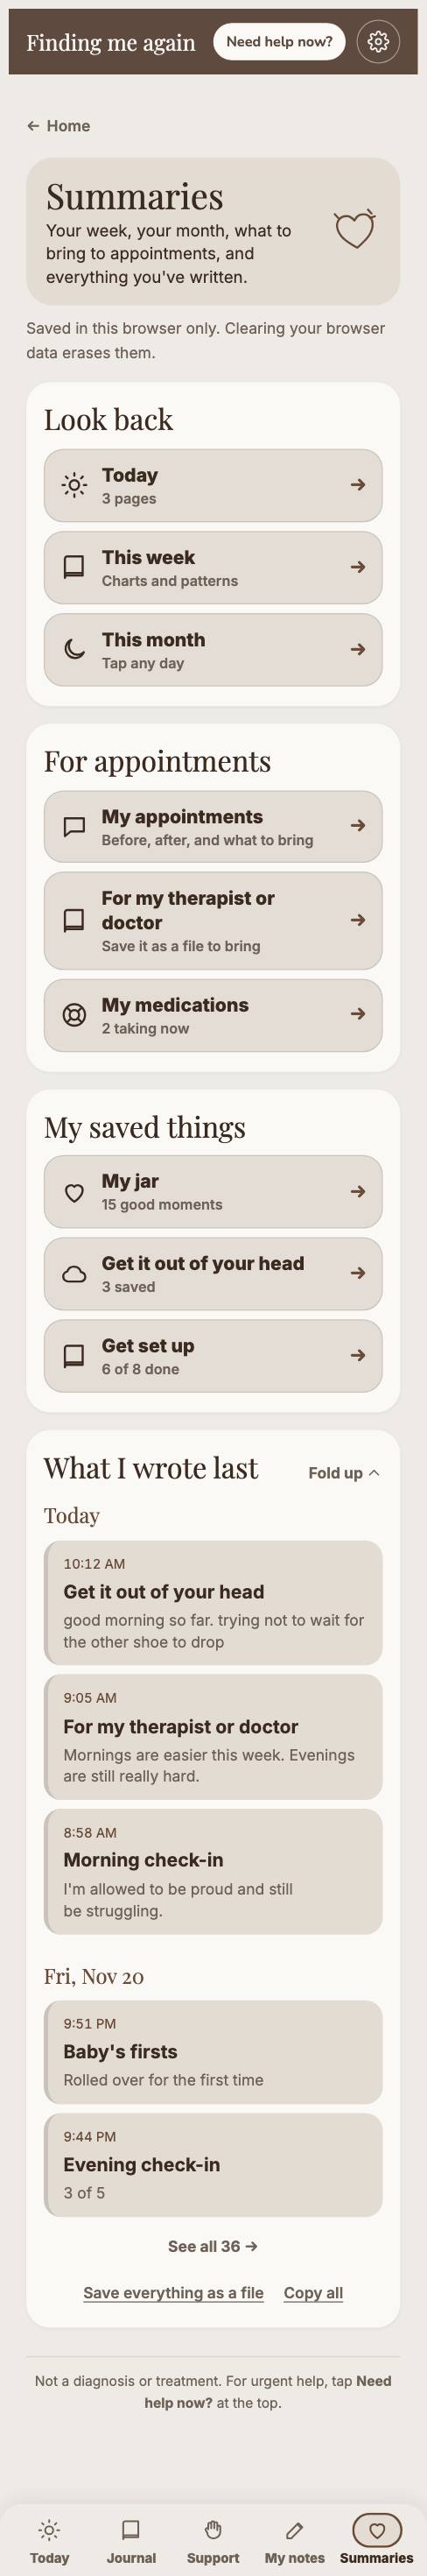 Finding me again
Need help now?
← Home
Summaries
Your week, your month, what to
bring to appointments, and
everything you've written.
Saved in this browser only. Clearing your browser
data erases them.
Look back
Today
3 pages
→
This week
Charts and patterns
→
This month
Tap any day
→
For appointments
My appointments
Before, after, and what to bring
→
For my therapist or
doctor
Save it as a file to bring
→
My medications
2 taking now
→
My saved things
My jar
15 good moments
→
Get it out of your head
3 saved
→
Get set up
6 of 8 done
→
What I wrote last
Fold up
Today
10:12 AM
Get it out of your head
good morning so far. trying not to wait for
the other shoe to drop
9:05 AM
For my therapist or doctor
Mornings are easier this week. Evenings
are still really hard.
8:58 AM
Morning check-in
I'm allowed to be proud and still
be struggling.
Fri, Nov 20
9:51 PM
Baby's firsts
Rolled over for the first time
9:44 PM
Evening check-in
3 of 5
See all 36 →
Save everything as a file Copy all
Not a diagnosis or treatment. For urgent help, tap Need
help now? at the top.
Today Journal Support My notes Summaries